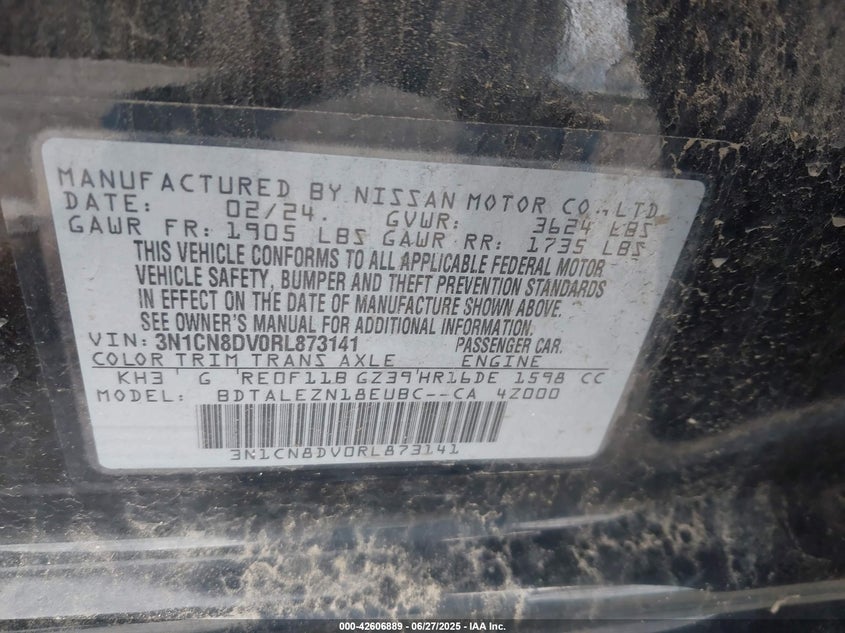 MANUFACTURED BY NISSAN MOTOR CO., LTD
DATE: 02/24. GVWR: 3624 LBS
GAWR FR: 1905 LBS GAWR RR: 1735 LBS
THIS VEHICLE CONFORMS TO ALL APPLICABLE FEDERAL MOTOR
VEHICLE SAFETY, BUMPER AND THEFT PREVENTION STANDARDS
IN EFFECT ON THE DATE OF MANUFACTURE SHOWN ABOVE.
SEE OWNER'S MANUAL FOR ADDITIONAL INFORMATION.
VIN: 3N1CN8DV0RL873141 PASSENGER CAR.
COLOR TRIM TRANS AXLE ENGINE
KH3 G RE0F11B GZ39 HR16DE 1598 CC
MODEL: BDTALEZN18EUBC--CA 4Z000
3N1CN8DV0RL873141
000-42606889 - 06/27/2025 - IAA Inc.